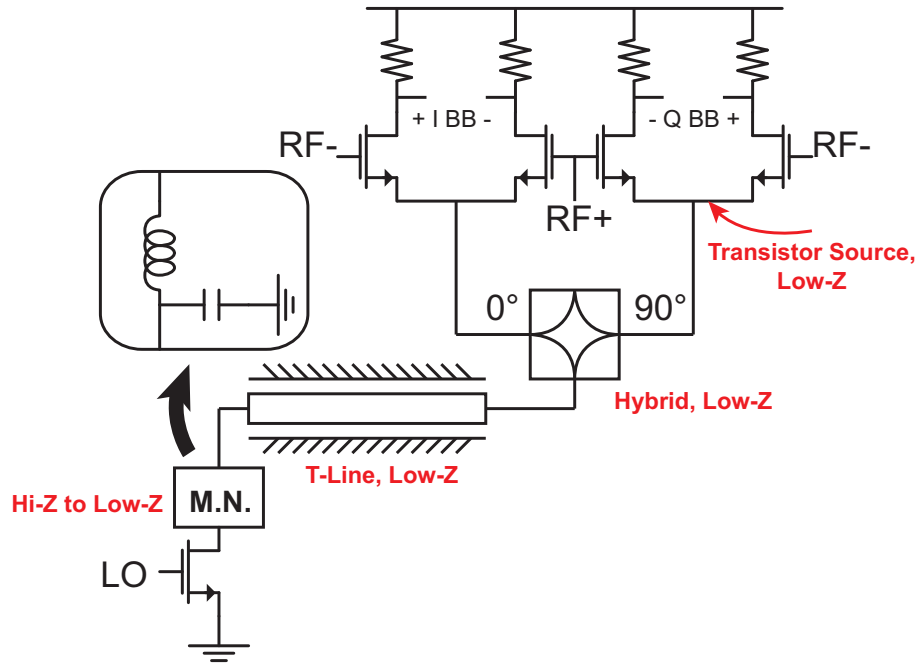 + I BB -
- Q BB +
RF-
RF-
RF+
Transistor Source,
Low-Z
0°
90°
Hybrid, Low-Z
T-Line, Low-Z
Hi-Z to Low-Z
M.N.
LO